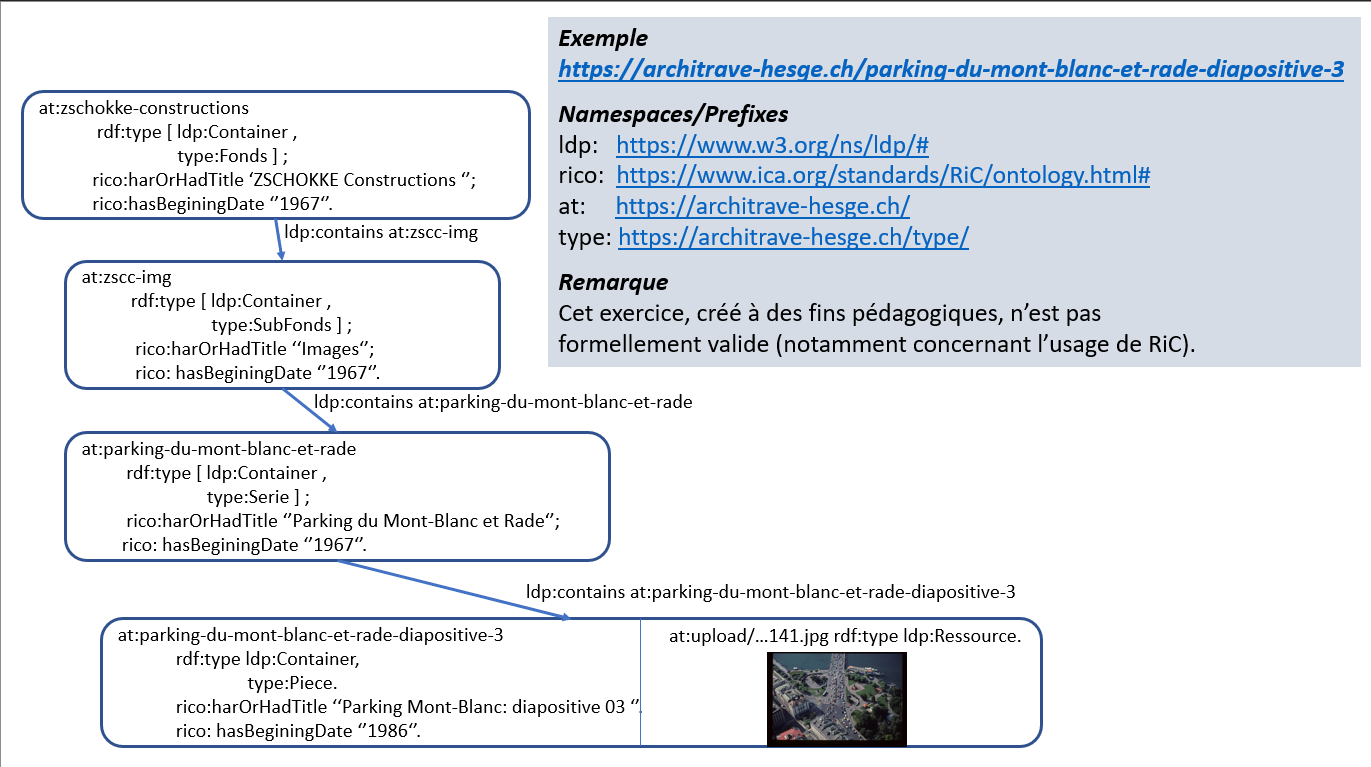 Exemple
https://architrave-hesge.ch/parking-du-mont-blanc-et-rade-diapositive-3
Namespaces/Prefixes
ldp: https://www.w3.org/ns/ldp/#
rico: https://www.ica.org/standards/RiC/ontology.html#
at: https://architrave-hesge.ch/
type: https://architrave-hesge.ch/type/
Remarque
Cet exercice, créé à des fins pédagogiques, n’est pas
formellement valide (notamment concernant l’usage de RiC).
at:zschokke-constructions
rdf:type [ ldp:Container ,
type:Fonds ] ;
rico:harOrHadTitle ‘ZSCHOKKE Constructions ‘’;
rico:hasBeginingDate ‘’1967‘’.
ldp:contains at:zscc-img
at:zscc-img
rdf:type [ ldp:Container ,
type:SubFonds ] ;
rico:harOrHadTitle ‘‘Images‘’;
rico: hasBeginingDate ‘’1967‘’.
ldp:contains at:parking-du-mont-blanc-et-rade
at:parking-du-mont-blanc-et-rade
rdf:type [ ldp:Container ,
type:Serie ] ;
rico:harOrHadTitle ‘’Parking du Mont-Blanc et Rade‘’;
rico: hasBeginingDate ‘’1967‘’.
ldp:contains at:parking-du-mont-blanc-et-rade-diapositive-3
at:parking-du-mont-blanc-et-rade-diapositive-3
rdf:type ldp:Container,
type:Piece.
rico:harOrHadTitle ‘‘Parking Mont-Blanc: diapositive 03 ‘’.
rico: hasBeginingDate ‘’1986‘’.
at:upload/…141.jpg rdf:type ldp:Ressource.